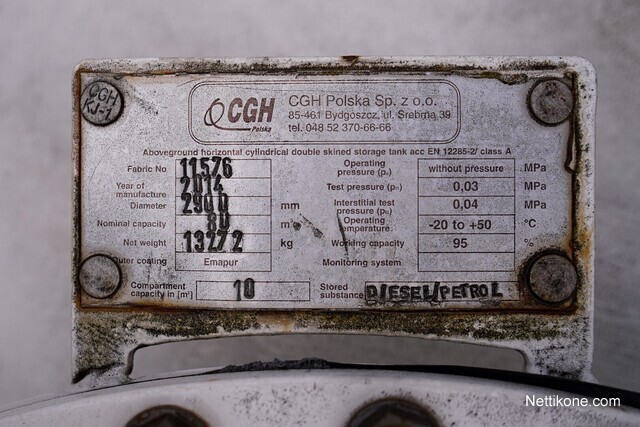 CGH
KJ-1
CGH
Polska
CGH Polska Sp. z o.o.
85-461 Bydgoszcz, ul. Srebrna 39
tel. 048 52 370-66-66
Aboveground horizontal cylindrical double skined storage tank acc EN 12285-2/ class A
Fabric No 11576
Year of manufacture 2014
Diameter 2900 mm
Nominal capacity 80 m³
Net weight 13272 kg
Outer coating Emapur
Operating pressure (p₀) without pressure MPa
Test pressure 0,03 MPa
Interstitial test pressure 0,04 MPa
Operating temperature -20 to +50 °C
Working capacity 95 %
Monitoring system
Compartment capacity in [m³] 10
Stored substance DIESEL/PETROL
Nettikone.com